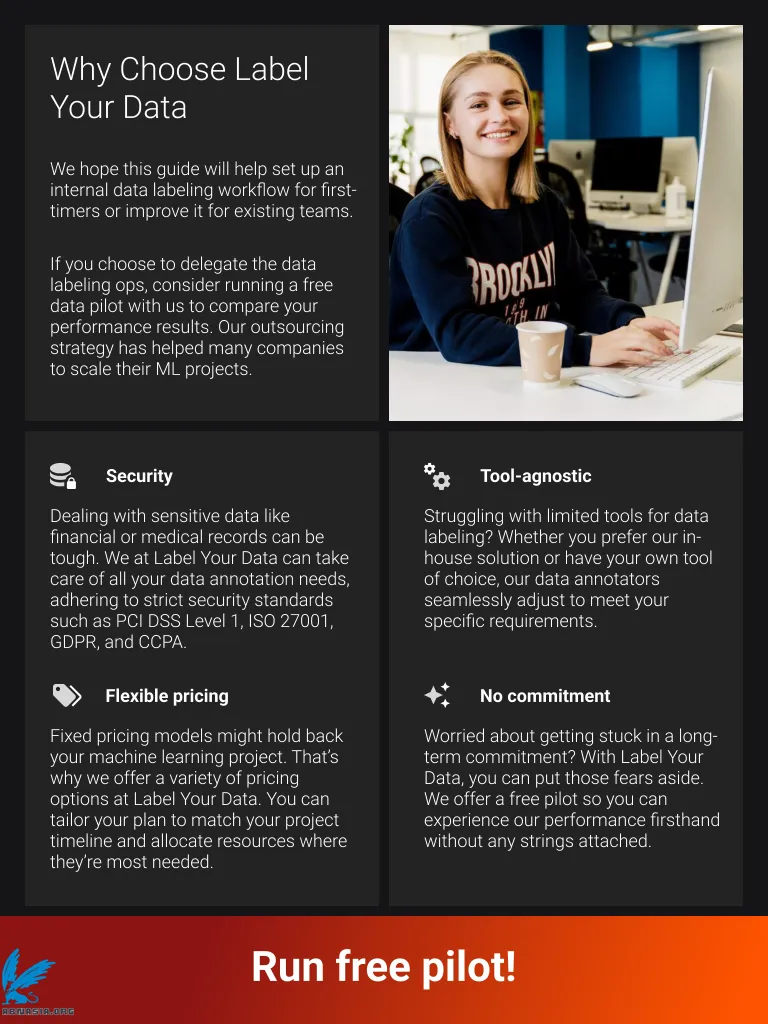 Why Choose Label
Your Data
We hope this guide will help set up an
internal data labeling workflow for first-
timers or improve it for existing teams.
If you choose to delegate the data
labeling ops, consider running a free
data pilot with us to compare your
performance results. Our outsourcing
strategy has helped many companies
to scale their ML projects.
BROOKLYN
Security
Dealing with sensitive data like
financial or medical records can be
tough. We at Label Your Data can take
care of all your data annotation needs,
adhering to strict security standards
such as PCI DSS Level 1, ISO 27001,
GDPR, and CCPA.
Tool-agnostic
Struggling with limited tools for data
labeling? Whether you prefer our in-
house solution or have your own tool
of choice, our data annotators
seamlessly adjust to meet your
specific requirements.
Flexible pricing
Fixed pricing models might hold back
your machine learning project. That's
why we offer a variety of pricing
options at Label Your Data. You can
tailor your plan to match your project
timeline and allocate resources where
they're most needed.
No commitment
Worried about getting stuck in a long-
term commitment? With Label Your
Data, you can put those fears aside.
We offer a free pilot so you can
experience our performance firsthand
without any strings attached.
Run free pilot!
ABNASIA.ORG